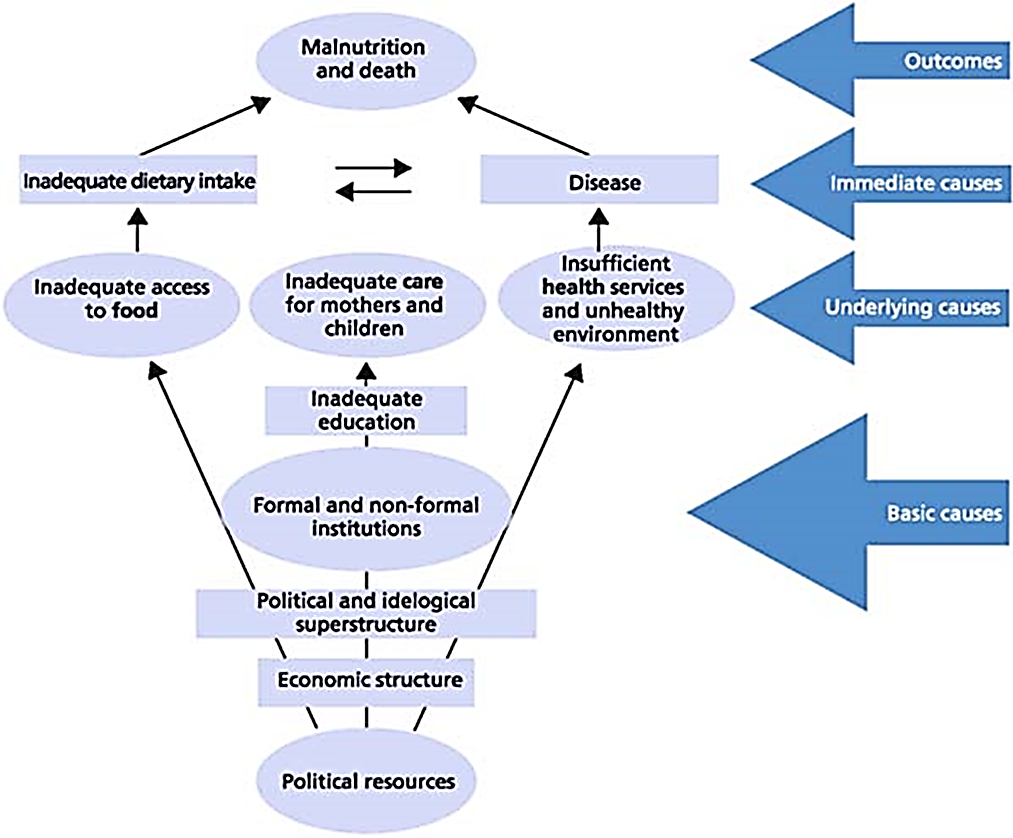 Malnutrition
and death
Outcomes
Inadequate dietary intake
Disease
Immediate causes
Inadequate access
to food
Inadequate care
for mothers and
children
Insufficient
health services
and unhealthy
environment
Underlying causes
Inadequate
education
Formal and non-formal
institutions
Basic causes
Political and idelogical
superstructure
Economic structure
Political resources